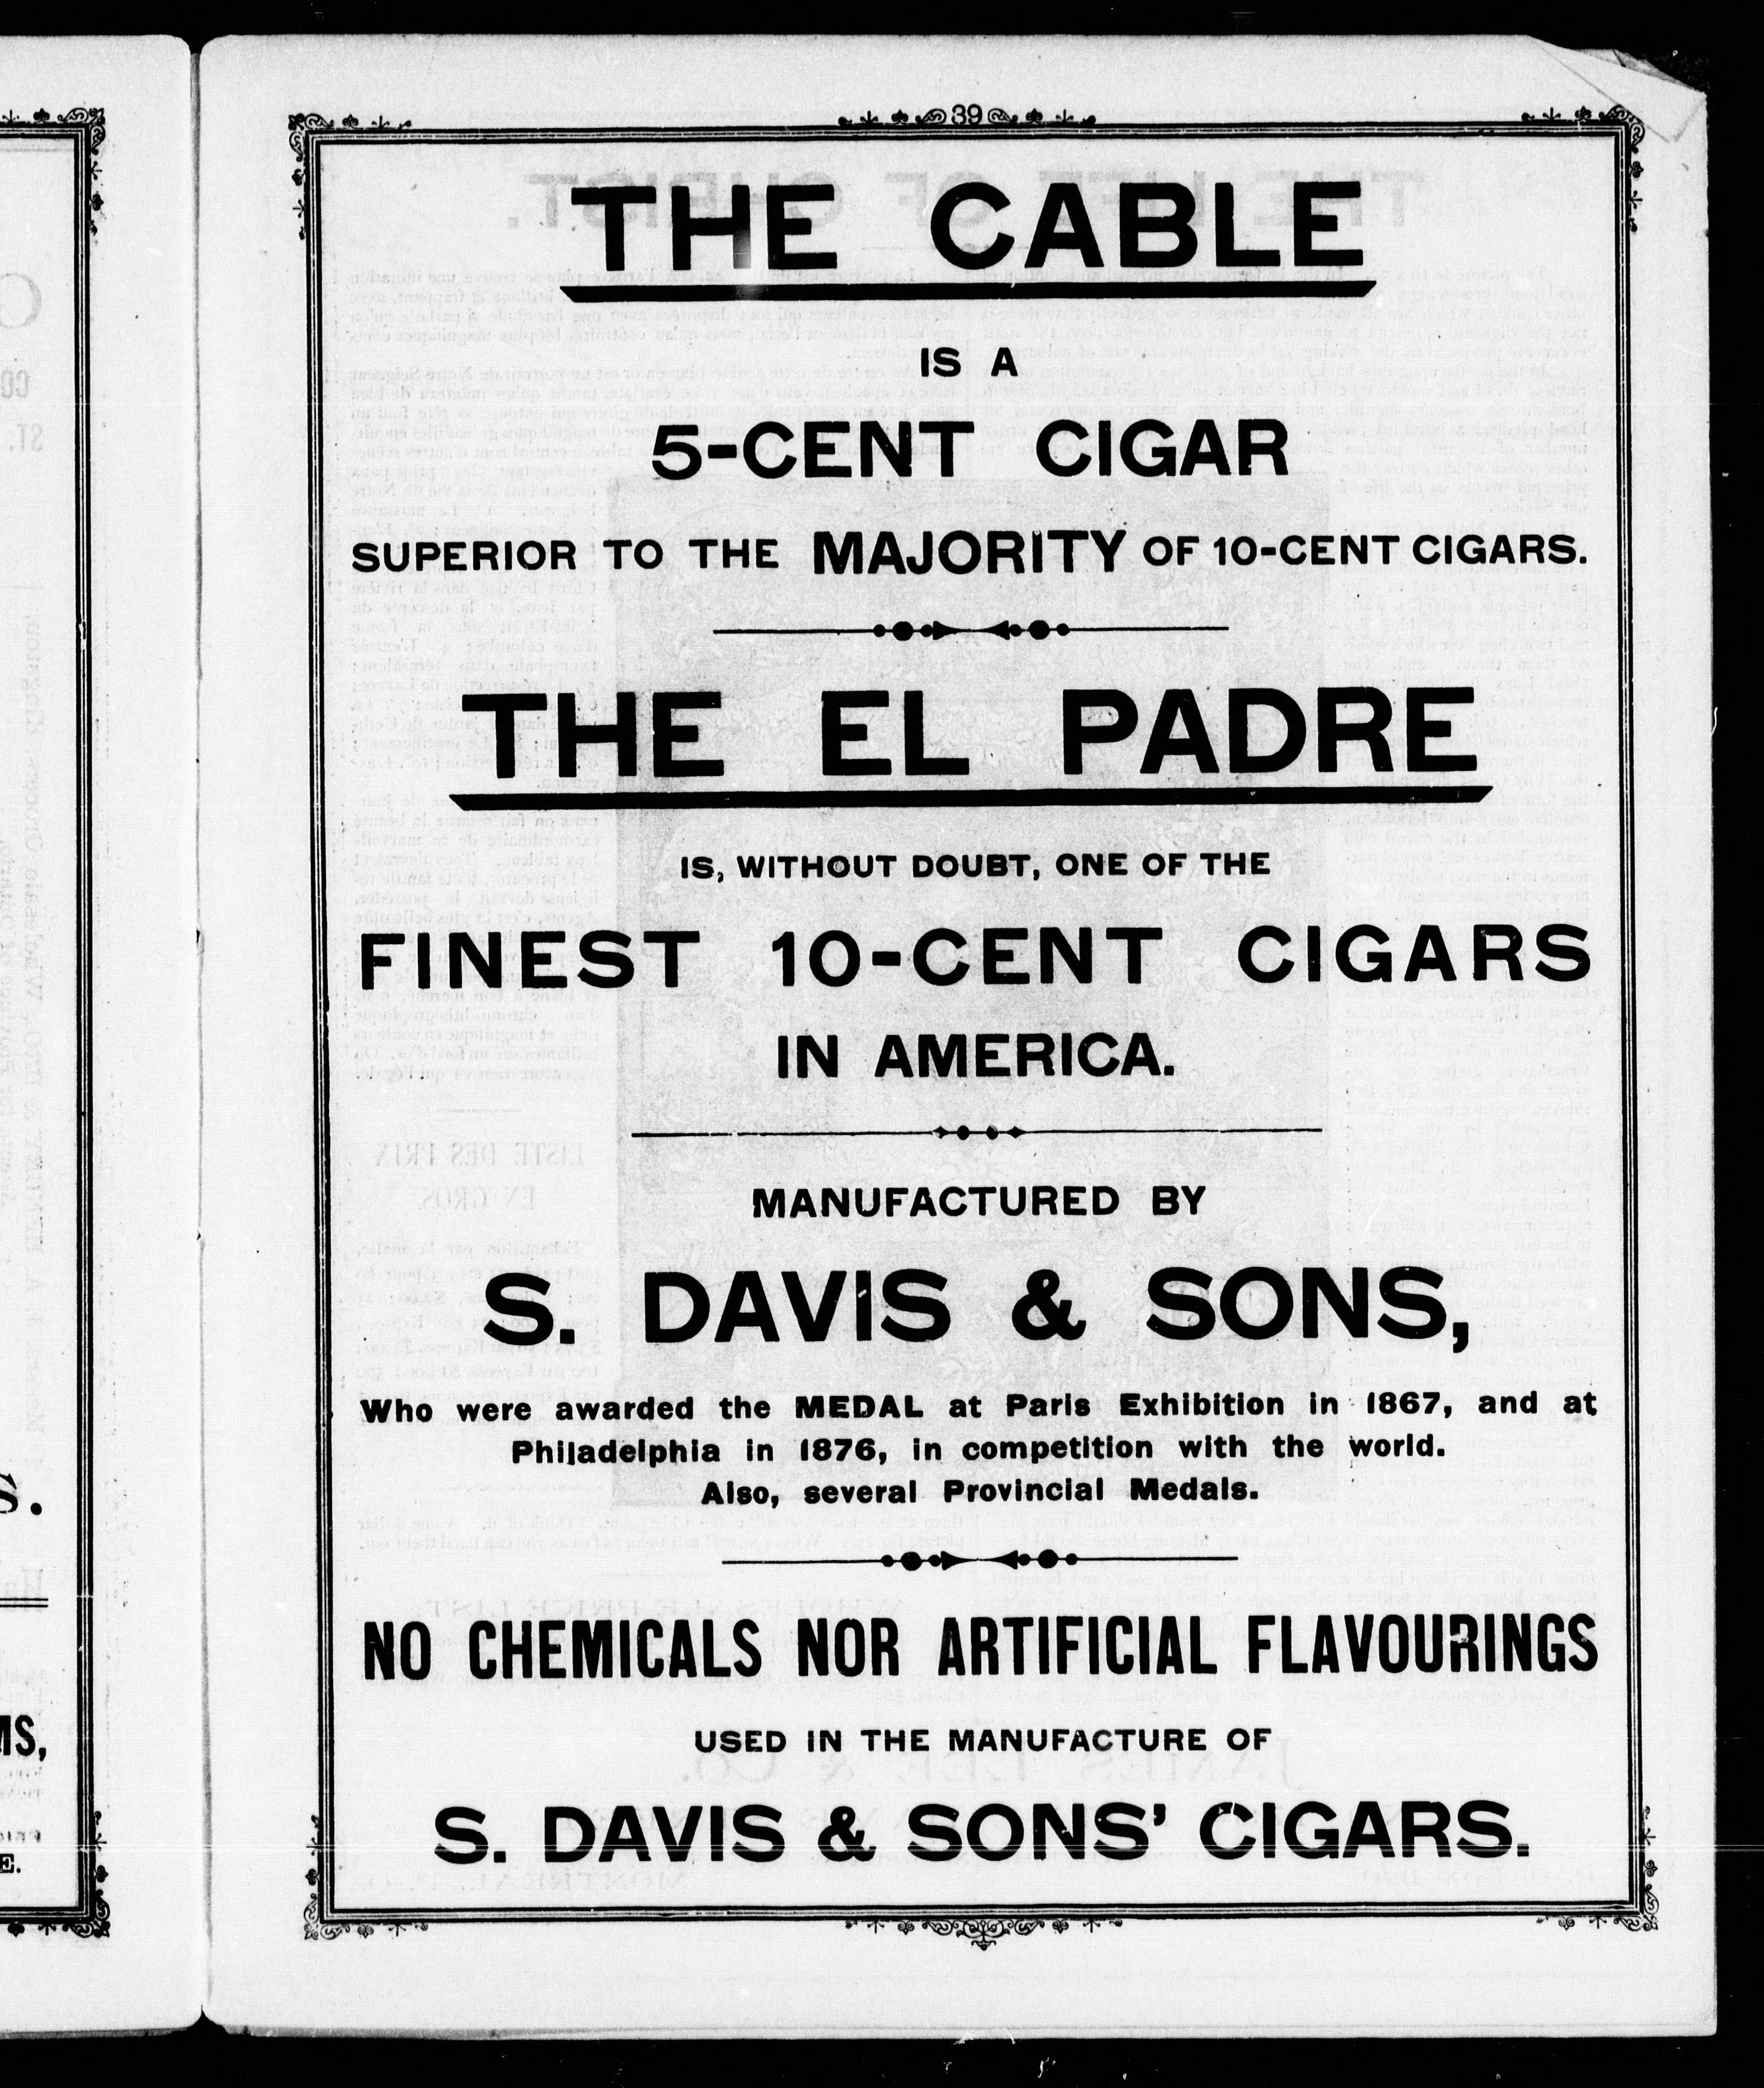 39
THE CABLE
IS A
5-CENT CIGAR
SUPERIOR TO THE MAJORITY OF 10-CENT CIGARS.
THE EL PADRE
IS, WITHOUT DOUBT, ONE OF THE
FINEST 10-CENT CIGARS
IN AMERICA.
MANUFACTURED BY
S. DAVIS & SONS,
Who were awarded the MEDAL at Paris Exhibition in 1867, and at
Philadelphia in 1876, in competition with the world.
Also, several Provincial Medals.
NO CHEMICALS NOR ARTIFICIAL FLAVOURINGS
USED IN THE MANUFACTURE OF
S. DAVIS & SONS' CIGARS.